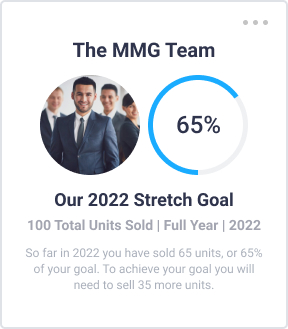 The MMG Team
65%
Our 2022 Stretch Goal
100 Total Units Sold | Full Year | 2022
So far in 2022 you have sold 65 units, or 65%
of your goal. To achieve your goal you will
need to sell 35 more units.